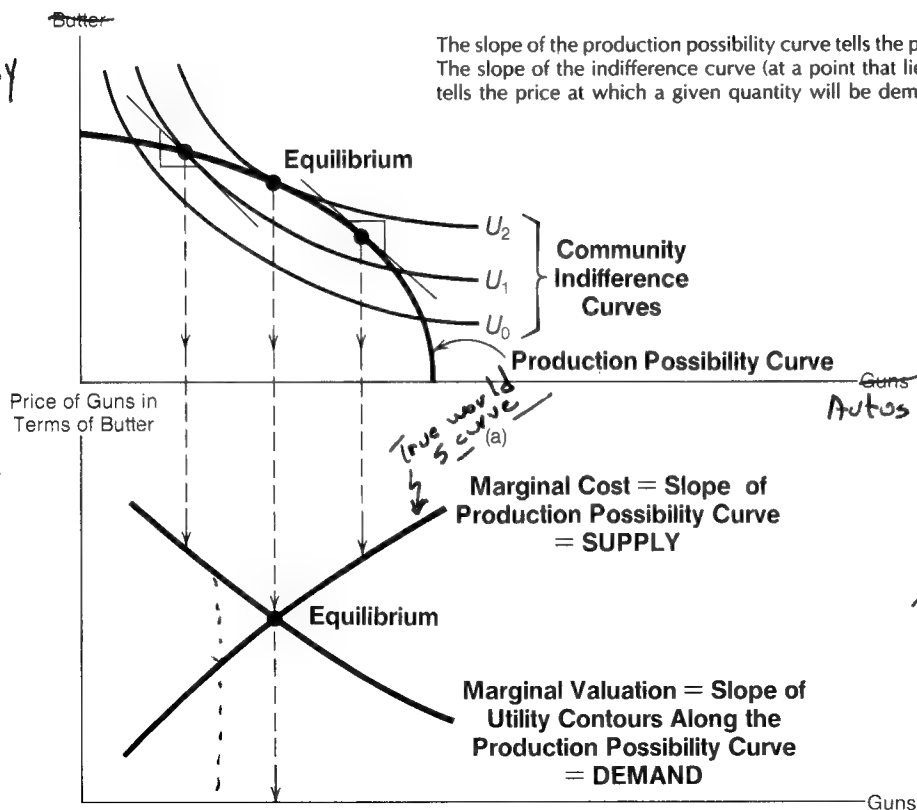 Butter
Y
The slope of the production possibility curve tells the p
The slope of the indifference curve (at a point that lie
tells the price at which a given quantity will be dem
Equilibrium
U₂
U₁
U₀
Community
Indifference
Curves
Production Possibility Curve
Guns
Autos
Price of Guns in
Terms of Butter
True world
S curve
(a)
Marginal Cost = Slope of
Production Possibility Curve
= SUPPLY
Equilibrium
Marginal Valuation = Slope of
Utility Contours Along the
Production Possibility Curve
= DEMAND
Guns